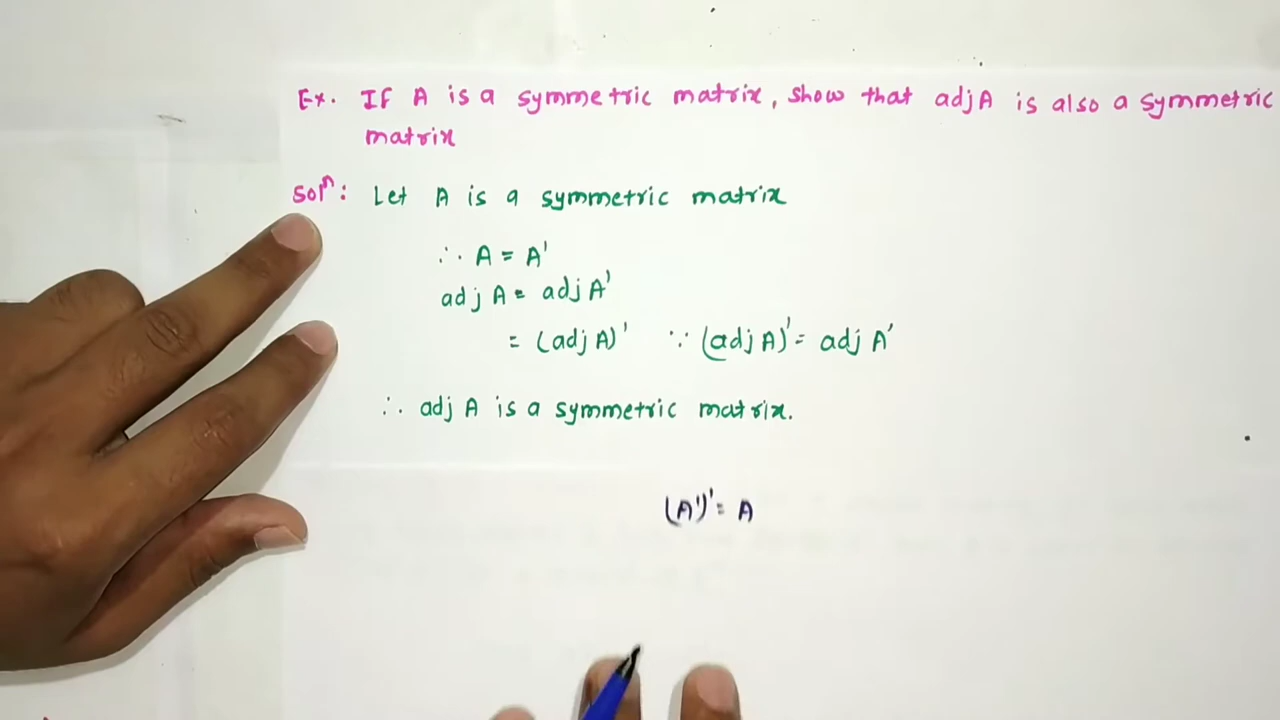 Ex. If A is a symmetric matrix, show that adj A is also a symmetric
matrix
Solⁿ: Let A is a symmetric matrix
∴ A = A'
adj A = adj A'
= (adj A)' ∵ (adj A)' = adj A'
∴ adj A is a symmetric matrix.
(A')' = A